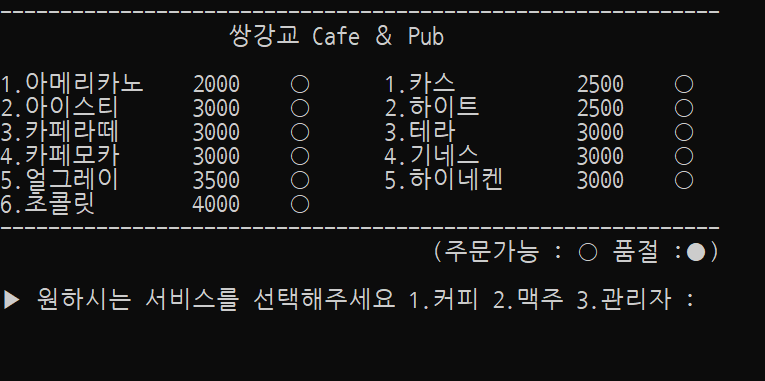 ------------------------------------------------------------
쌍강교 Cafe & Pub
1.아메리카노 2000 ○ 1.카스 2500 ○
2.아이스티 3000 ○ 2.하이트 2500 ○
3.카페라떼 3000 ○ 3.테라 3000 ○
4.카페모카 3000 ○ 4.기네스 3000 ○
5.얼그레이 3500 ○ 5.하이네켄 3000 ○
6.초콜릿 4000 ○
------------------------------------------------------------
(주문가능 : ○ 품절 :●)
▶ 원하시는 서비스를 선택해주세요 1.커피 2.맥주 3.관리자 :